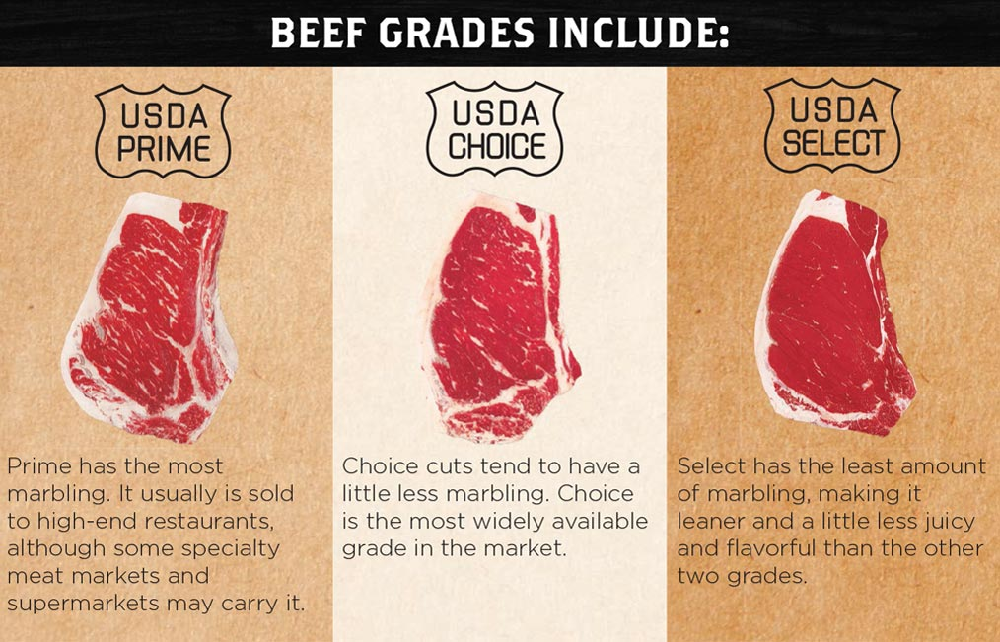 BEEF GRADES INCLUDE:
USDA
PRIME
Prime has the most
marbling. It usually is sold
to high-end restaurants,
although some specialty
meat markets and
supermarkets may carry it.
USDA
CHOICE
Choice cuts tend to have a
little less marbling. Choice
is the most widely available
grade in the market.
USDA
SELECT
Select has the least amount
of marbling, making it
leaner and a little less juicy
and flavorful than the other
two grades.